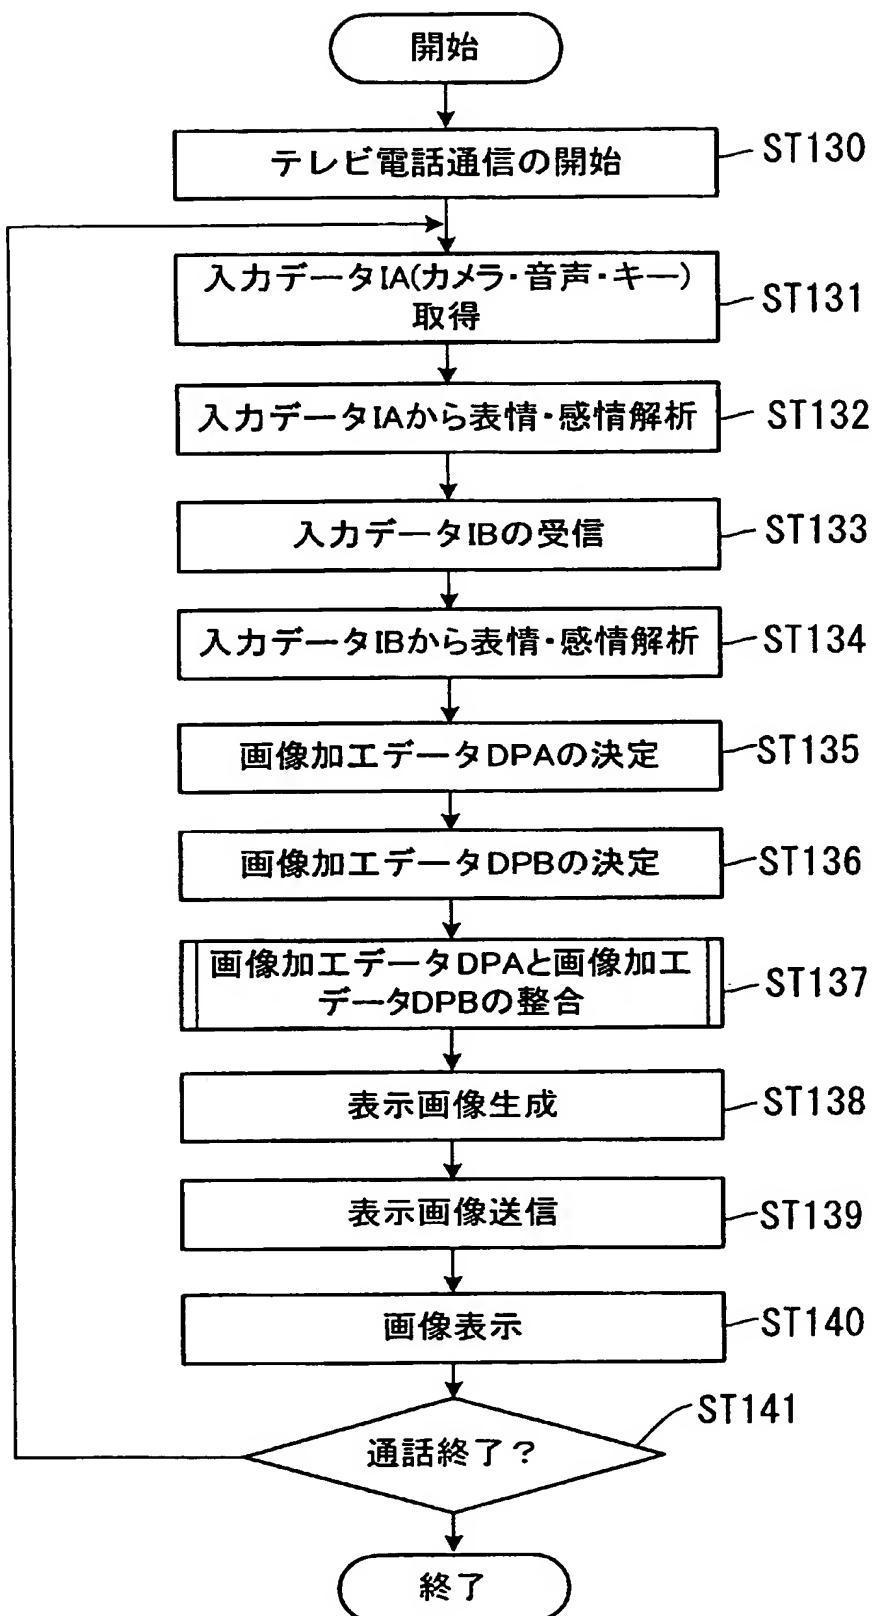 開始
テレビ電話通信の開始
ST130
入力データIA(カメラ・音声・キー)
取得
ST131
入力データIAから表情・感情解析
ST132
入力データIBの受信
ST133
入力データIBから表情・感情解析
ST134
画像加工データDPAの決定
ST135
画像加工データDPBの決定
ST136
画像加工データDPAと画像加工
データDPBの整合
ST137
表示画像生成
ST138
表示画像送信
ST139
画像表示
ST140
通話終了?
ST141
終了